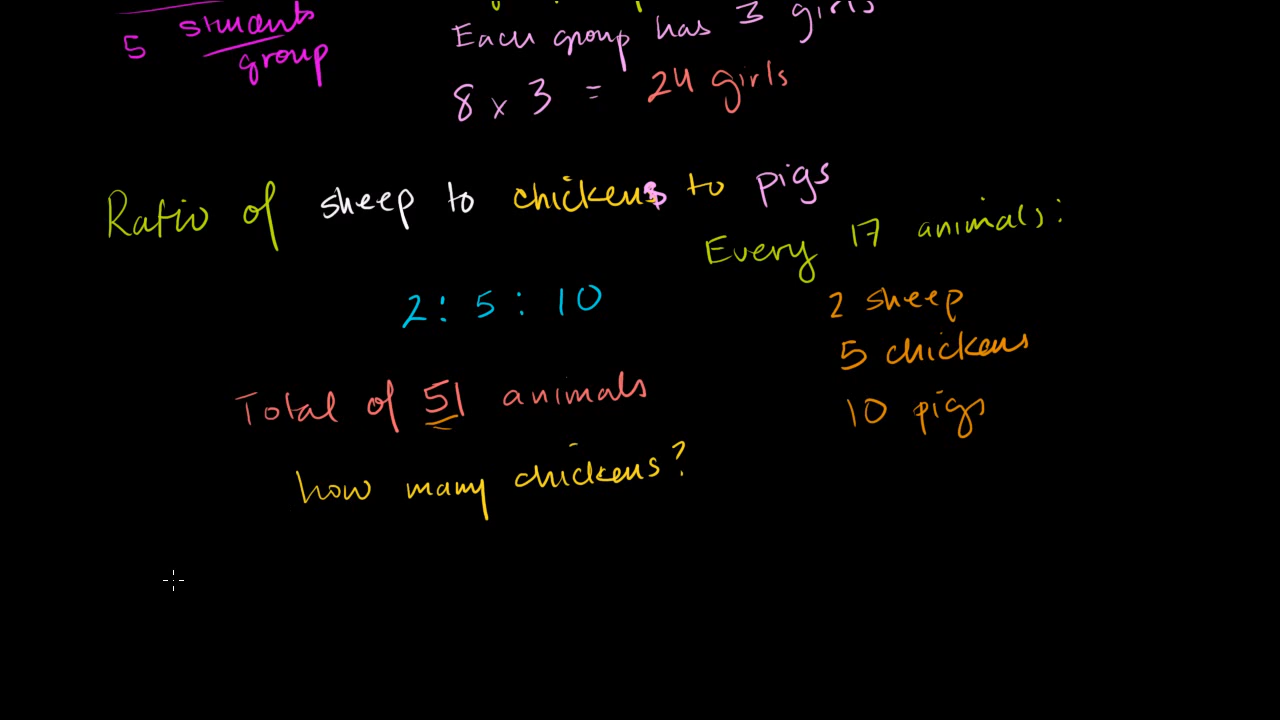 5 students
group
Each group has 3 girls
8 x 3 = 24 girls
Ratio of sheep to chickens to pigs
Every 17 animals:
2 : 5 : 10
2 sheep
5 chickens
10 pigs
Total of 51 animals
how many chickens?